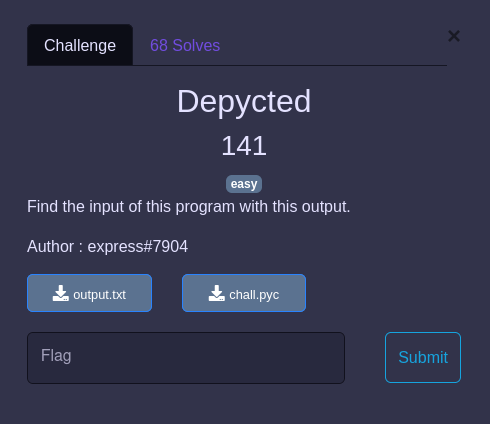 Challenge
68 Solves
×
Depycted
141
easy
Find the input of this program with this output.
Author : express#7904
output.txt
chall.pyc
Flag
Submit